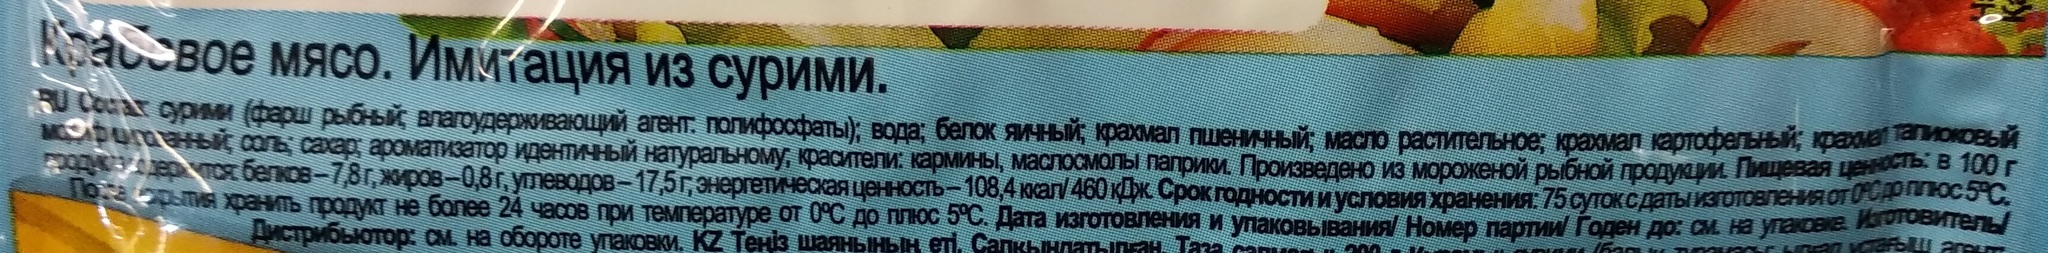 Крабовое мясо. Имитация из сурими.
RU Состав: сурими (фарш рыбный; влагоудерживающий агент: полифосфаты); вода; белок яичный; крахмал пшеничный; масло растительное; крахмал картофельный; крахмал тапиоковый
модифицированный; соль; сахар; ароматизатор идентичный натуральному; красители: кармины, маслосмолы паприки. Произведено из мороженой рыбной продукции. Пищевая ценность: в 100 г
продукта содержится: белков – 7,8 г, жиров – 0,8 г, углеводов – 17,5 г; энергетическая ценность – 108,4 ккал/ 460 кДж. Срок годности и условия хранения: 75 суток с даты изготовления от 0°С до плюс 5°С.
После вскрытия хранить продукт не более 24 часов при температуре от 0°С до плюс 5°С. Дата изготовления и упаковывания/ Номер партии/ Годен до: см. на упаковке. Изготовитель/
Дистрибьютор: см. на обороте упаковки. KZ Теңіз шаянының еті. Салқындатылған. Таза